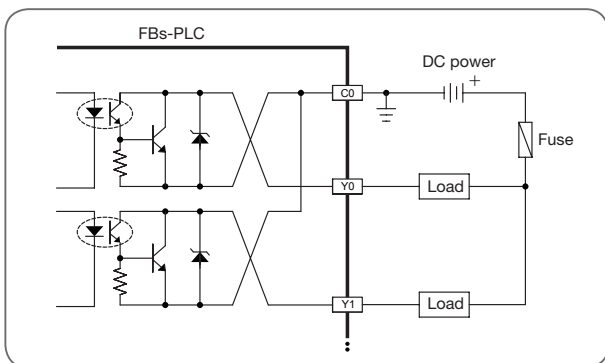 FBs-PLC
DC power
+
C0
Fuse
Y0
Load
Y1
Load